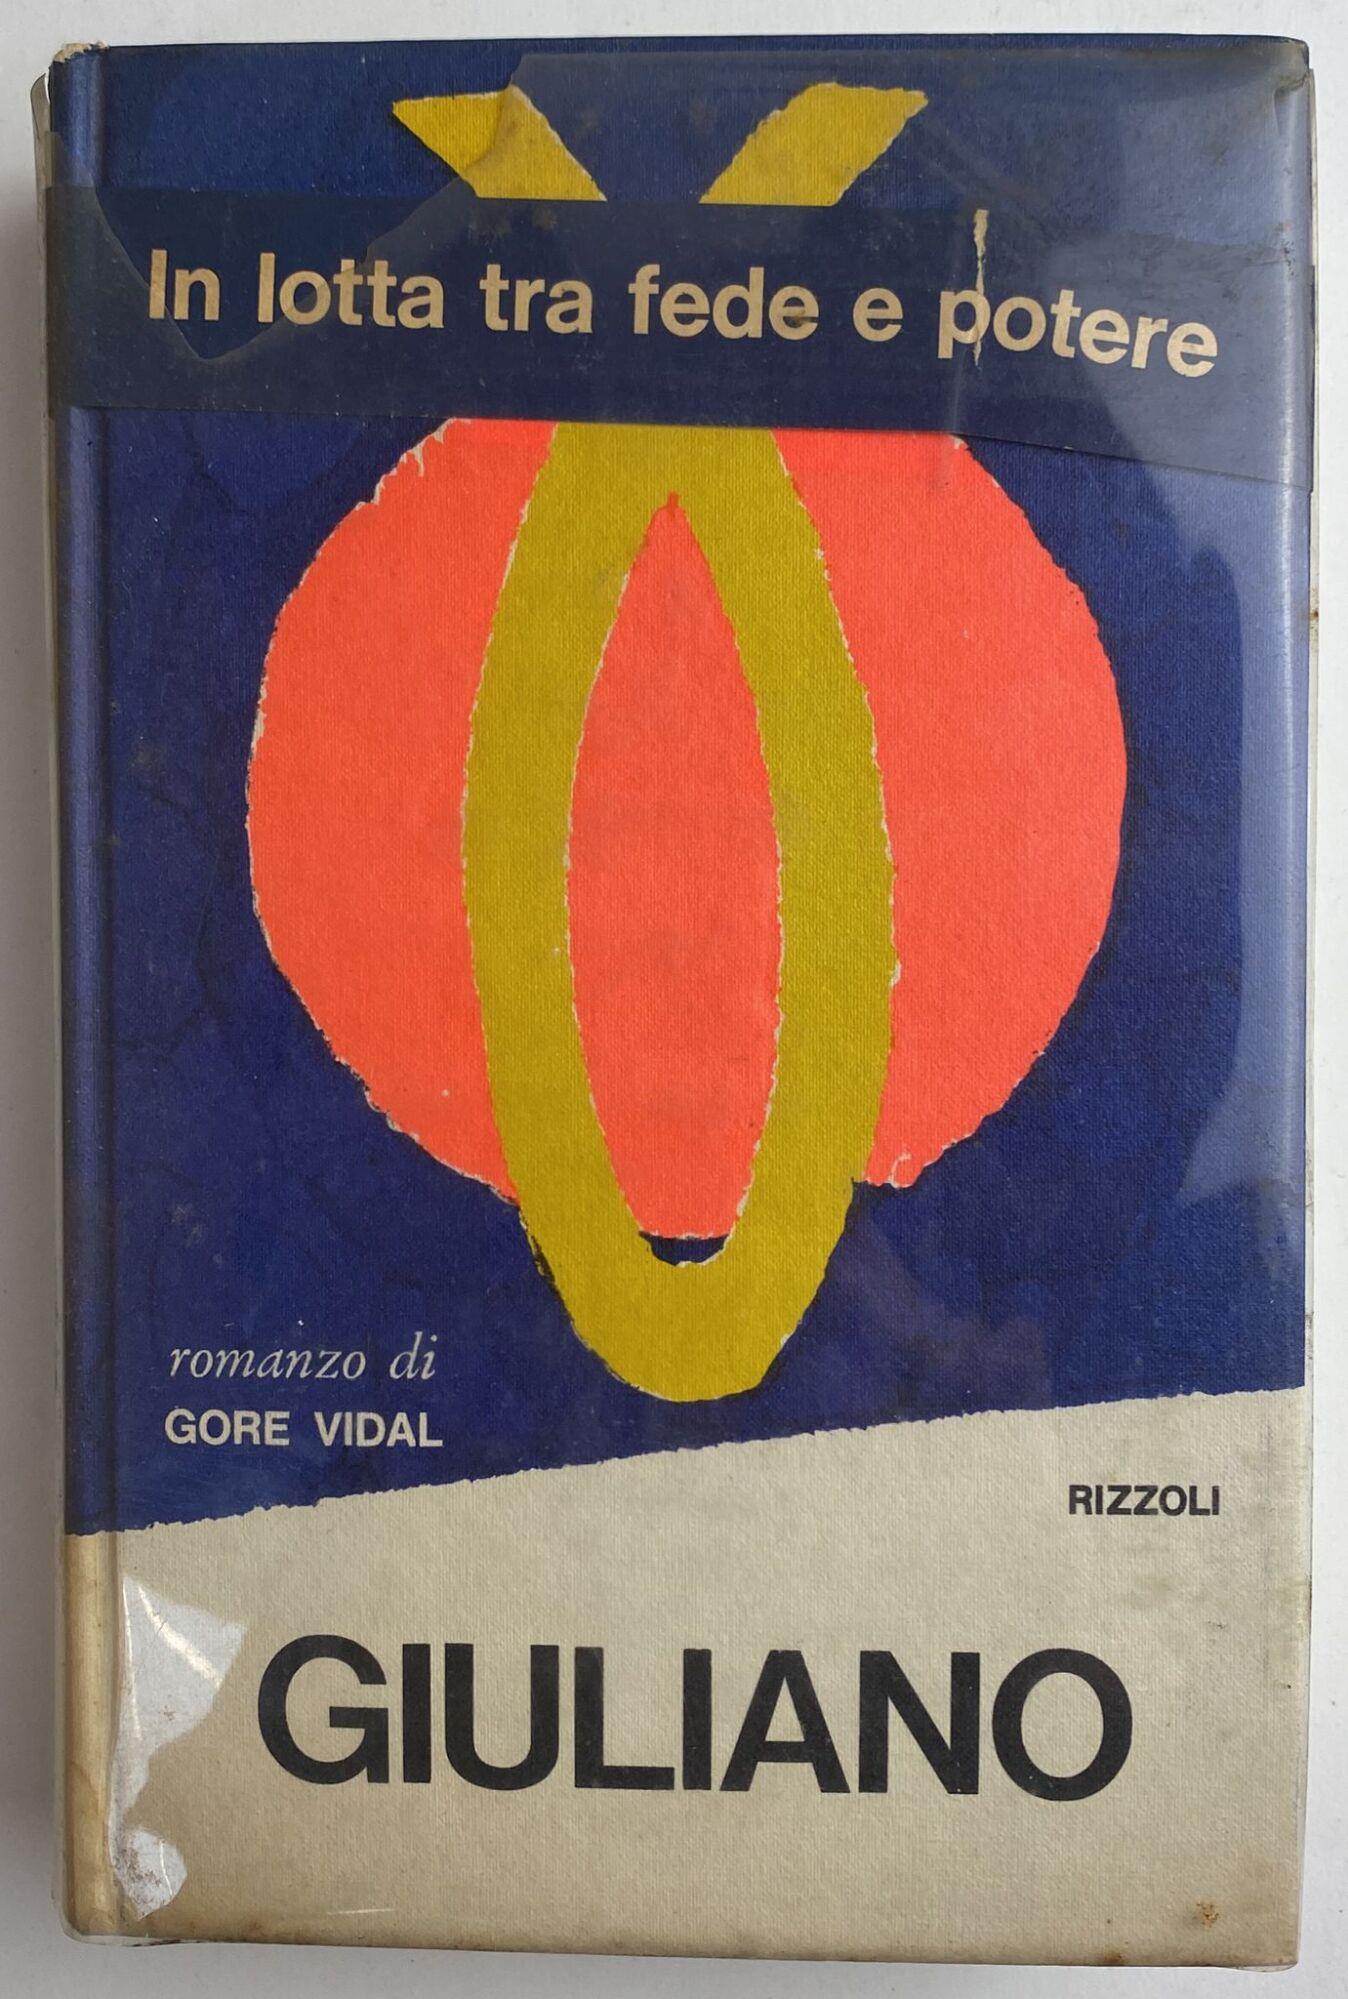 In lotta tra fede e potere
romanzo di
GORE VIDAL
RIZZOLI
GIULIANO